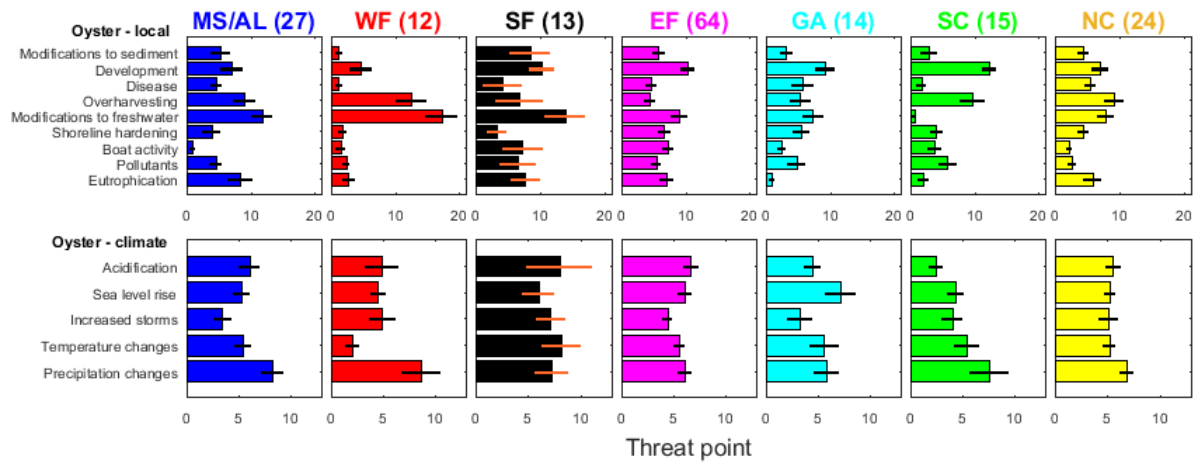 MS/AL (27) WF (12) SF (13) EF (64) GA (14) SC (15) NC (24)
Oyster - local
Modifications to sediment
Development
Disease
Overharvesting
Modifications to freshwater
Shoreline hardening
Boat activity
Pollutants
Eutrophication
0 10 20 0 10 20 0 10 20 0 10 20 0 10 20 0 10 20 0 10 20
Oyster - climate
Acidification
Sea level rise
Increased storms
Temperature changes
Precipitation changes
0 5 10 0 5 10 0 5 10 0 5 10 0 5 10 0 5 10 0 5 10
Threat point